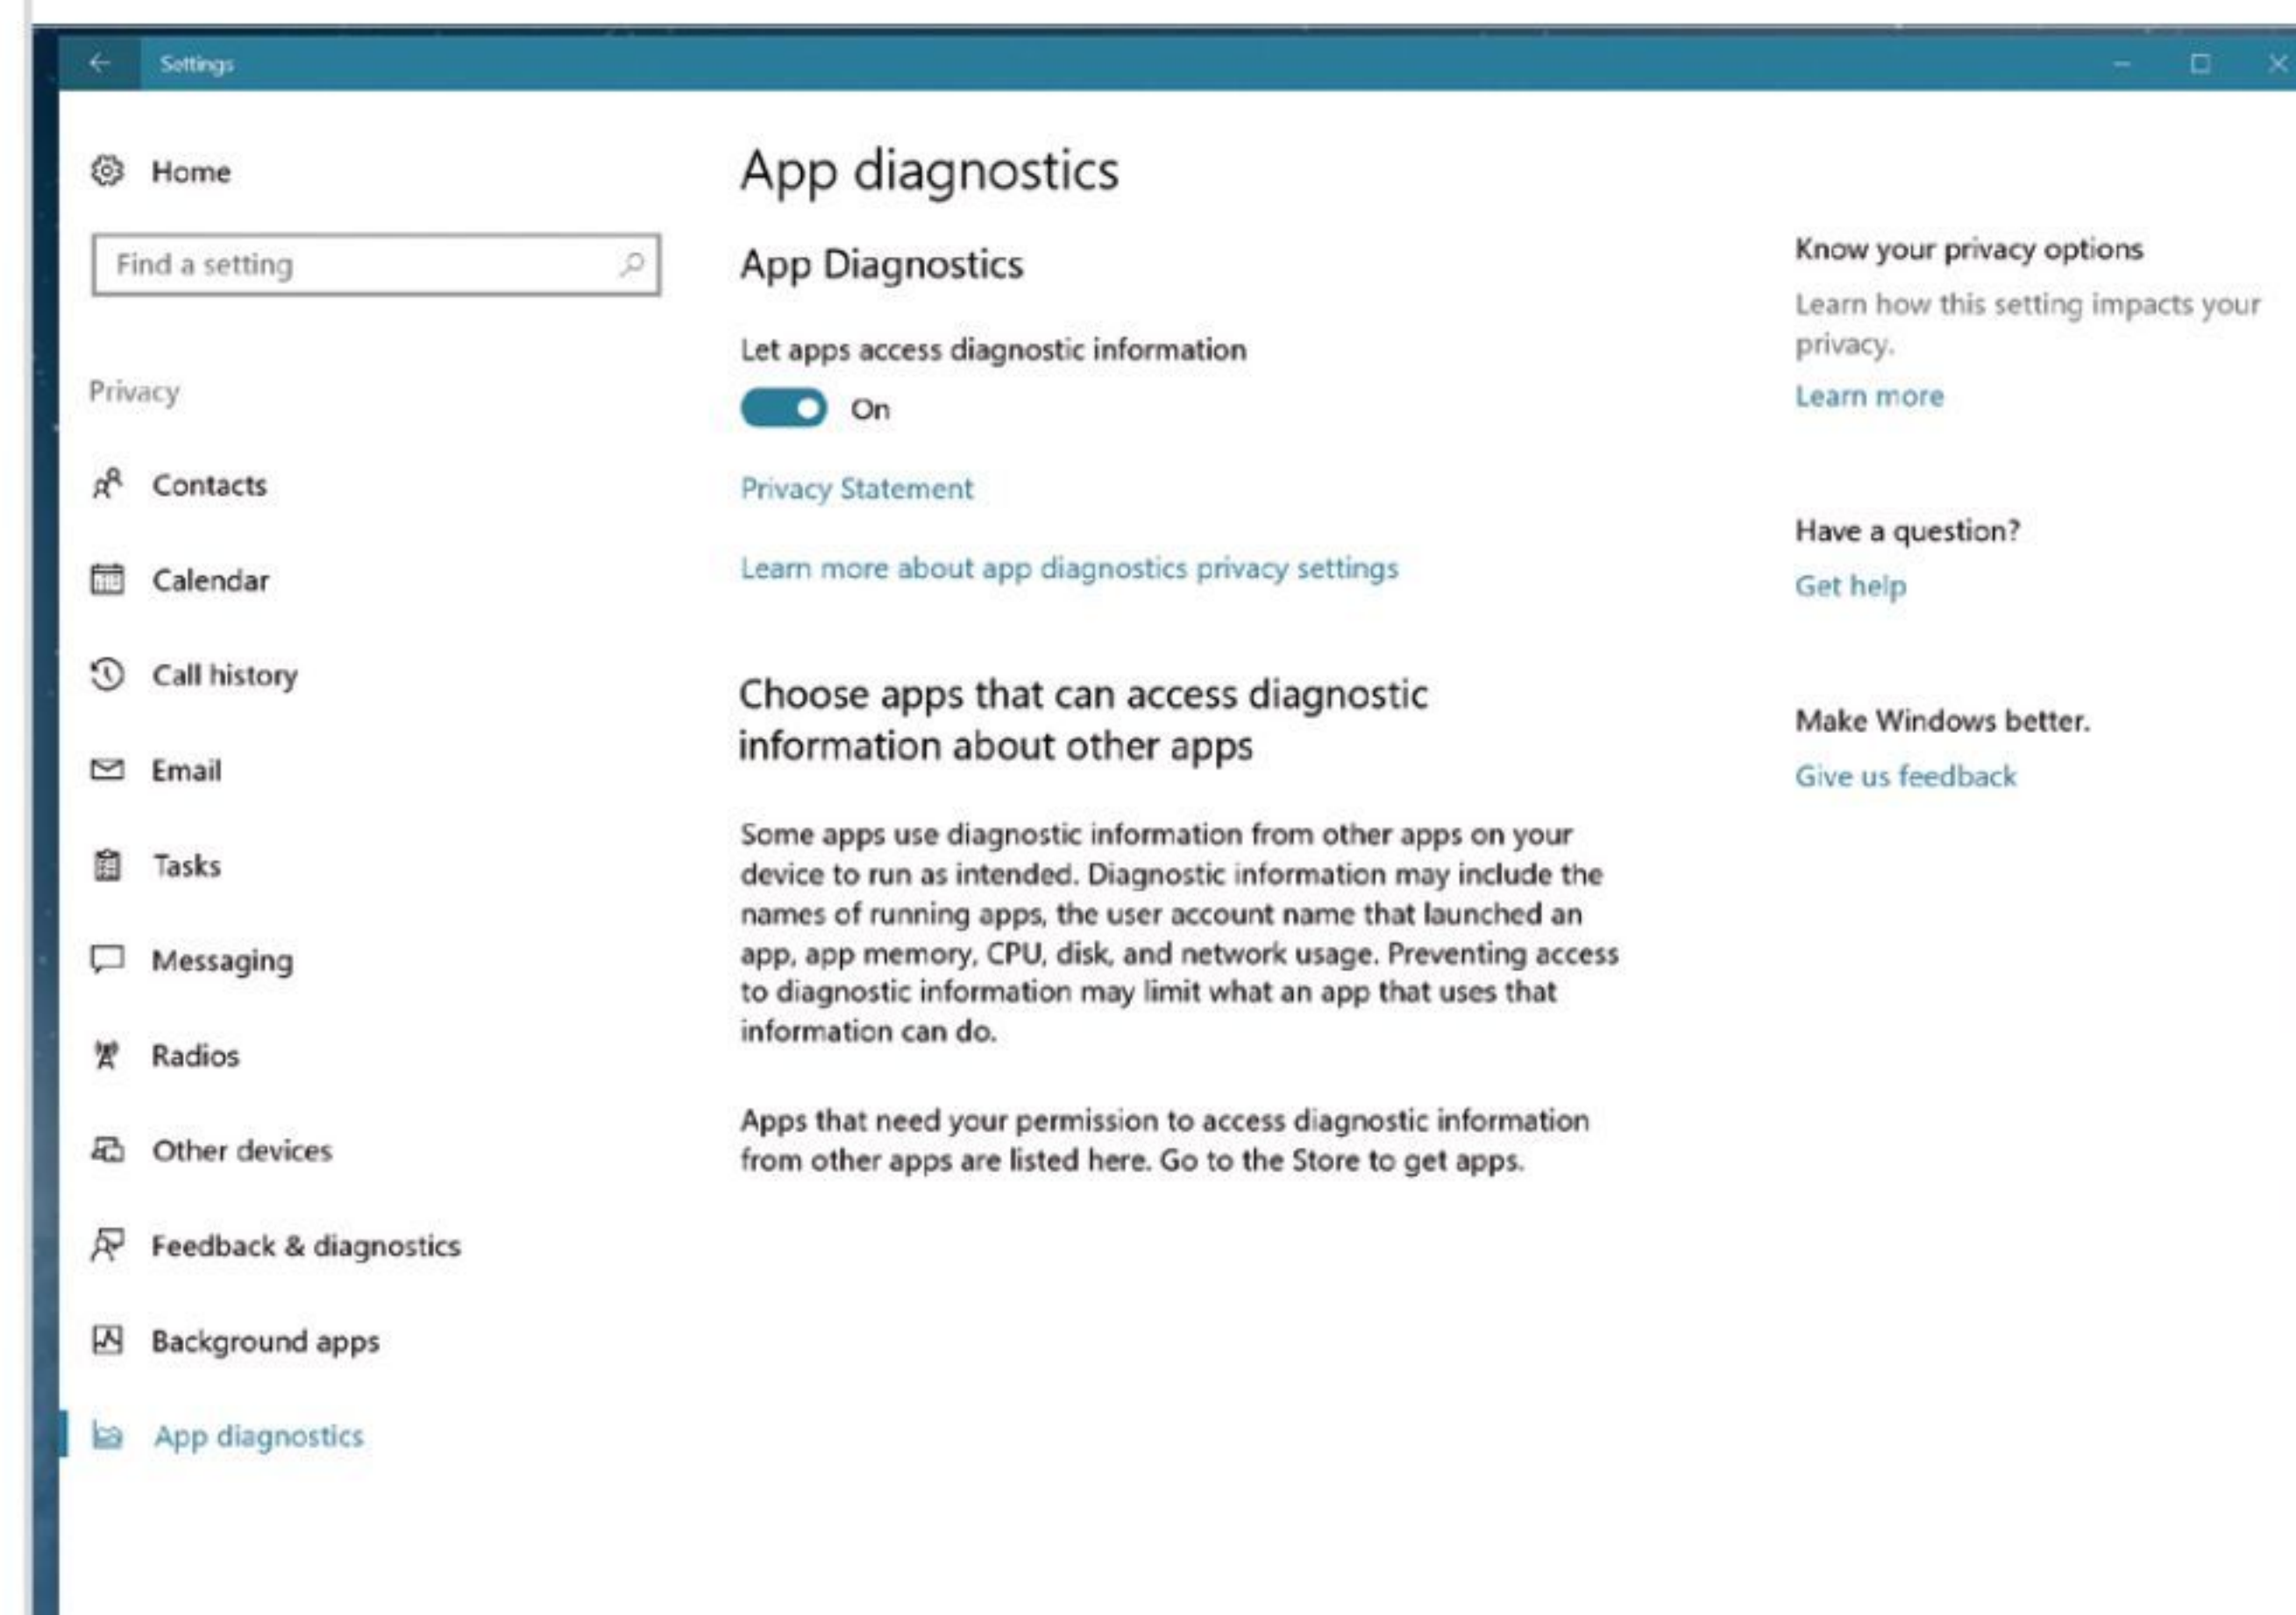 Settings
Home
Find a setting
Privacy
Contacts
Calendar
Call history
Email
Tasks
Messaging
Radios
Other devices
Feedback & diagnostics
Background apps
App diagnostics
App diagnostics
App Diagnostics
Let apps access diagnostic information
On
Privacy Statement
Learn more about app diagnostics privacy settings
Choose apps that can access diagnostic
information about other apps
Some apps use diagnostic information from other apps on your
device to run as intended. Diagnostic information may include the
names of running apps, the user account name that launched an
app, app memory, CPU, disk, and network usage. Preventing access
to diagnostic information may limit what an app that uses that
information can do.
Apps that need your permission to access diagnostic information
from other apps are listed here. Go to the Store to get apps.
Know your privacy options
Learn how this setting impacts your
privacy.
Learn more
Have a question?
Get help
Make Windows better.
Give us feedback